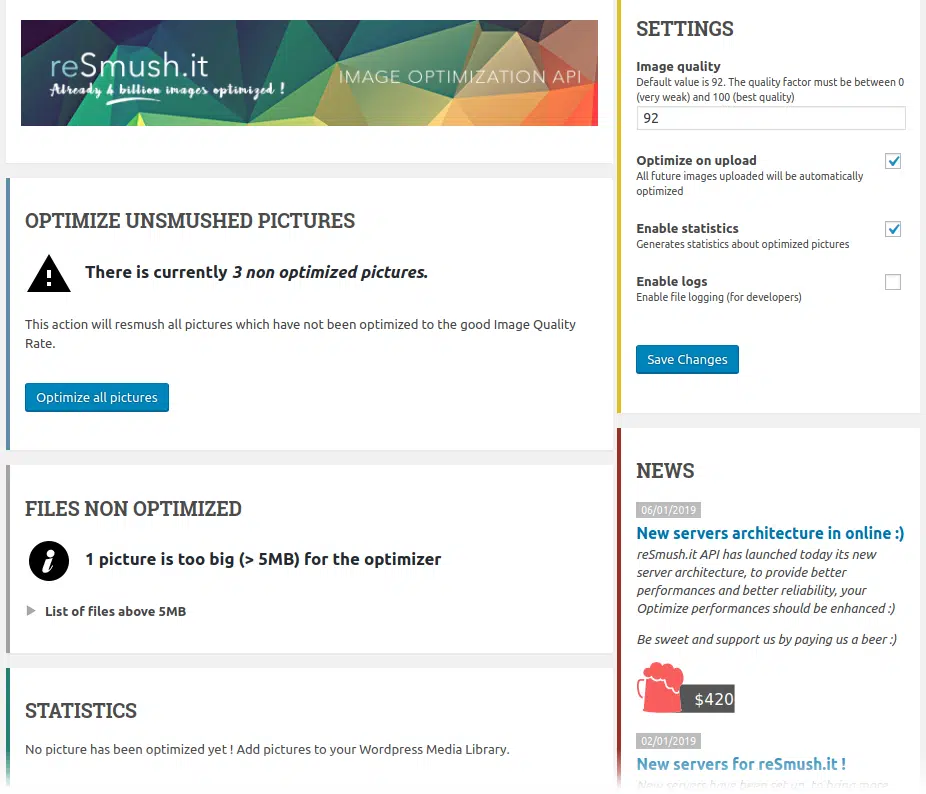 reSmush.it
Already 4 billion images optimized !
IMAGE OPTIMIZATION API
OPTIMIZE UNSMUSHED PICTURES
There is currently 3 non optimized pictures.
This action will resmush all pictures which have not been optimized to the good Image Quality
Rate.
Optimize all pictures
FILES NON OPTIMIZED
1 picture is too big (> 5MB) for the optimizer
List of files above 5MB
STATISTICS
No picture has been optimized yet ! Add pictures to your Wordpress Media Library.
SETTINGS
Image quality
Default value is 92. The quality factor must be between 0
(very weak) and 100 (best quality)
92
Optimize on upload
All future images uploaded will be automatically
optimized
Enable statistics
Generates statistics about optimized pictures
Enable logs
Enable file logging (for developers)
Save Changes
NEWS
06/01/2019
New servers architecture in online :)
reSmush.it API has launched today its new
server architecture, to provide better
performances and better reliability, your
Optimize performances should be enhanced :)
Be sweet and support us by paying us a beer :)
$420
02/01/2019
New servers for reSmush.it !
New servers have been set up, to bring more